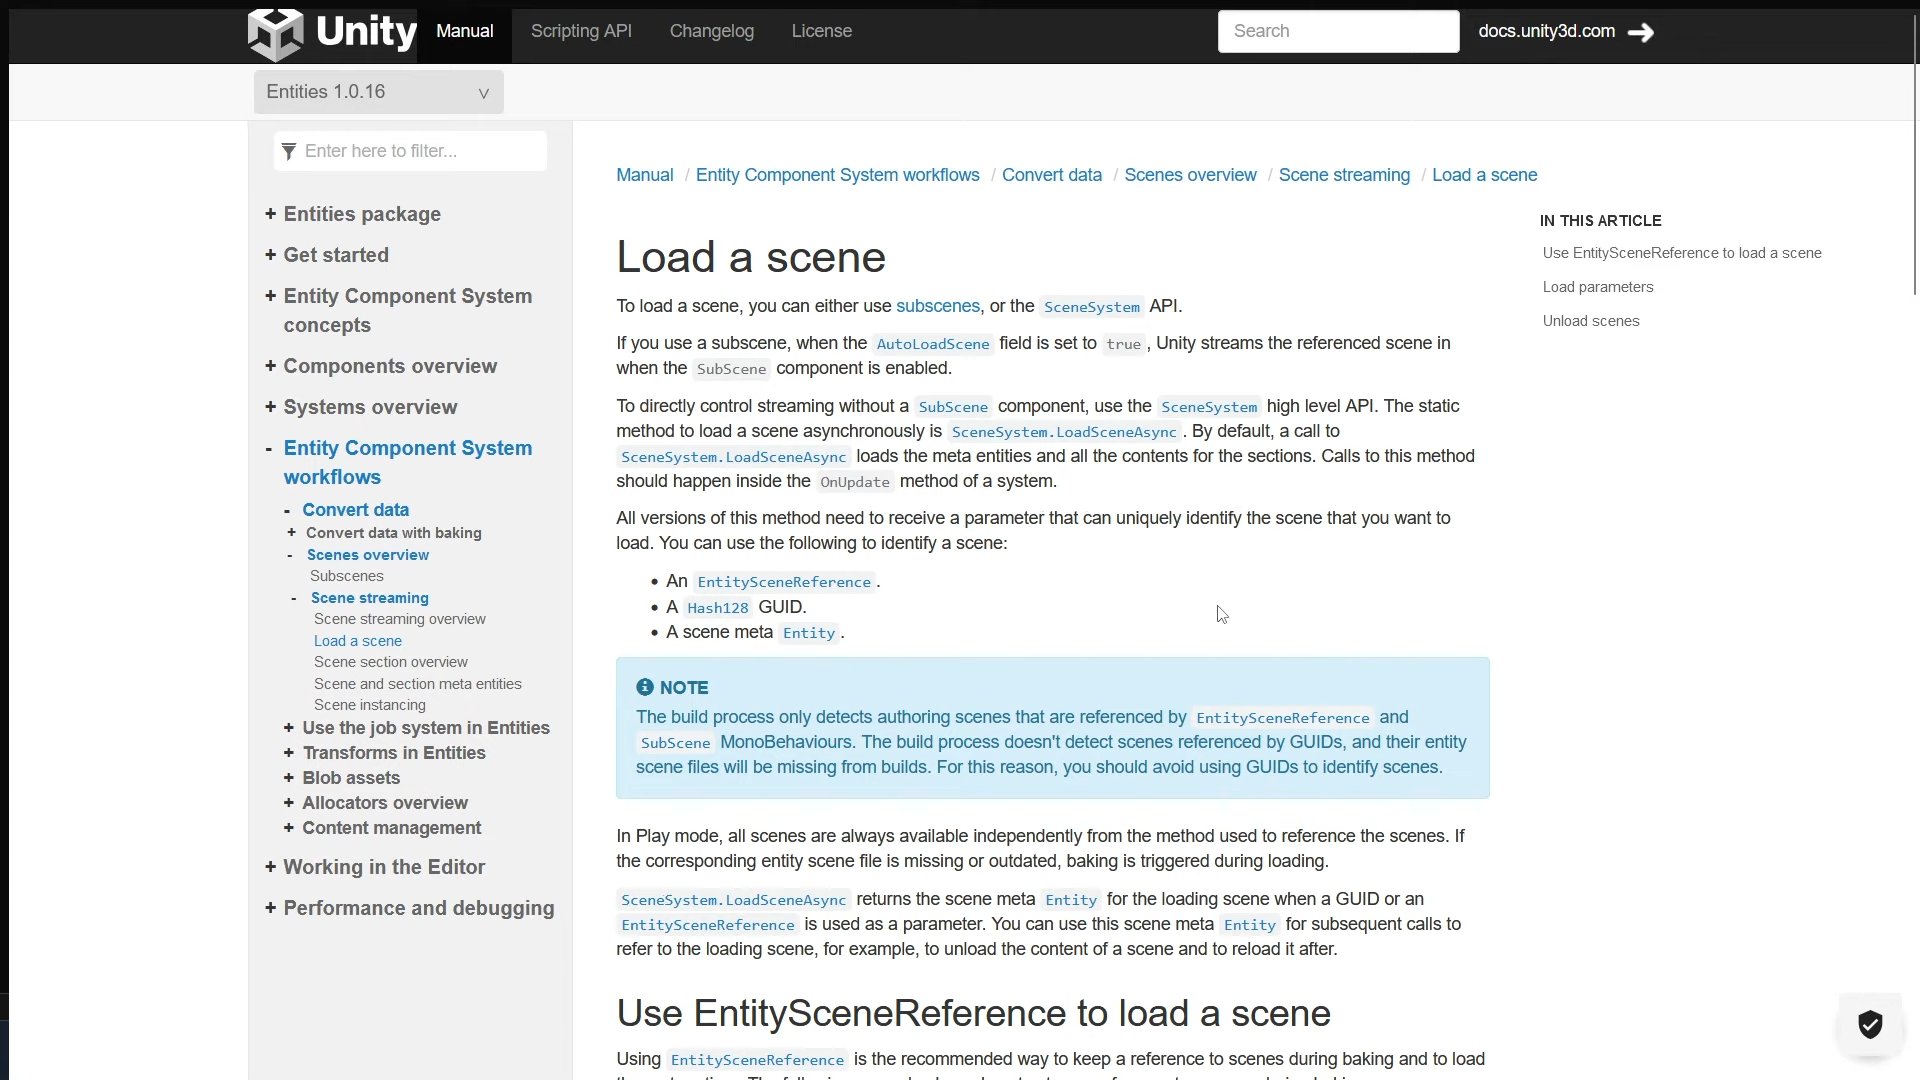 Unity
Manual
Scripting API
Changelog
License
Search
docs.unity3d.com
Entities 1.0.16
Enter here to filter...
+ Entities package
+ Get started
+ Entity Component System
concepts
+ Components overview
+ Systems overview
- Entity Component System
workflows
- Convert data
+ Convert data with baking
- Scenes overview
Subscenes
- Scene streaming
Scene streaming overview
Load a scene
Scene section overview
Scene and section meta entities
Scene instancing
+ Use the job system in Entities
+ Transforms in Entities
+ Blob assets
+ Allocators overview
+ Content management
+ Working in the Editor
+ Performance and debugging
Manual / Entity Component System workflows / Convert data / Scenes overview / Scene streaming / Load a scene
Load a scene
To load a scene, you can either use subscenes, or the SceneSystem API.
If you use a subscene, when the AutoLoadScene field is set to true, Unity streams the referenced scene in
when the SubScene component is enabled.
To directly control streaming without a SubScene component, use the SceneSystem high level API. The static
method to load a scene asynchronously is SceneSystem.LoadSceneAsync. By default, a call to
SceneSystem.LoadSceneAsync loads the meta entities and all the contents for the sections. Calls to this method
should happen inside the OnUpdate method of a system.
All versions of this method need to receive a parameter that can uniquely identify the scene that you want to
load. You can use the following to identify a scene:
• An EntitySceneReference.
• A Hash128 GUID.
• A scene meta Entity.
NOTE
The build process only detects authoring scenes that are referenced by EntitySceneReference and
SubScene MonoBehaviours. The build process doesn't detect scenes referenced by GUIDs, and their entity
scene files will be missing from builds. For this reason, you should avoid using GUIDs to identify scenes.
In Play mode, all scenes are always available independently from the method used to reference the scenes. If
the corresponding entity scene file is missing or outdated, baking is triggered during loading.
SceneSystem.LoadSceneAsync returns the scene meta Entity for the loading scene when a GUID or an
EntitySceneReference is used as a parameter. You can use this scene meta Entity for subsequent calls to
refer to the loading scene, for example, to unload the content of a scene and to reload it after.
Use EntitySceneReference to load a scene
Using EntitySceneReference is the recommended way to keep a reference to scenes during baking and to load
IN THIS ARTICLE
Use EntitySceneReference to load a scene
Load parameters
Unload scenes